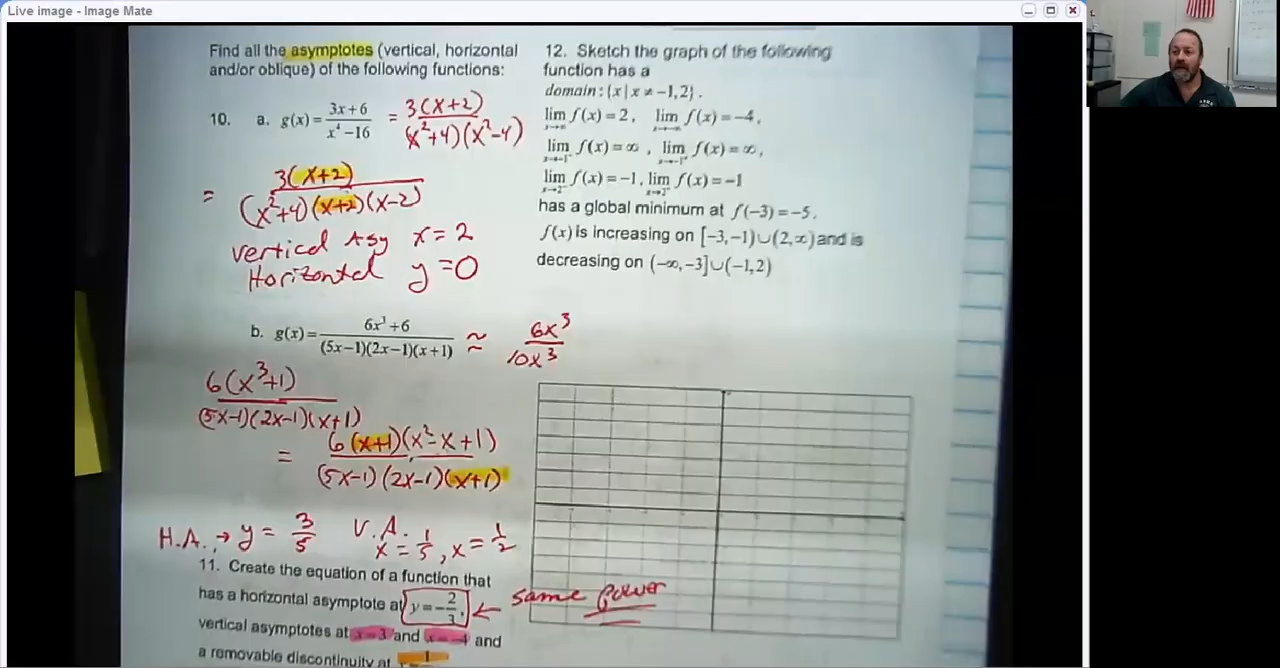 Live image - Image Mate
Find all the asymptotes (vertical, horizontal
and/or oblique) of the following functions:
10. a. g(x) = 3x+6 / x⁴−16 = 3(x+2) / (x²+4)(x²−4)
= 3(x+2) / (x²+4)(x+2)(x−2)
Vertical Asy x = 2
Horizontal y = 0
b. g(x) = 6x³+6 / (5x−1)(2x−1)(x+1) ≈ 6x³ / 10x³
6(x³+1) / (5x−1)(2x−1)(x+1)
= 6(x+1)(x²−x+1) / (5x−1)(2x−1)(x+1)
H.A. → y = 3/5 V.A. x = 1/5, x = 1/2
11. Create the equation of a function that
has a horizontal asymptote at y = −2/3, ← same power
vertical asymptotes at x = 3 and x = −4 and
a removable discontinuity at
12. Sketch the graph of the following
function has a
domain: {x | x ≠ −1, 2}.
lim f(x) = 2, lim f(x) = −4,
lim f(x) = ∞, lim f(x) = ∞,
lim f(x) = −1, lim f(x) = −1
has a global minimum at f(−3) = −5.
f(x) is increasing on [−3,−1)∪(2,∞) and is
decreasing on (−∞,−3]∪(−1,2)